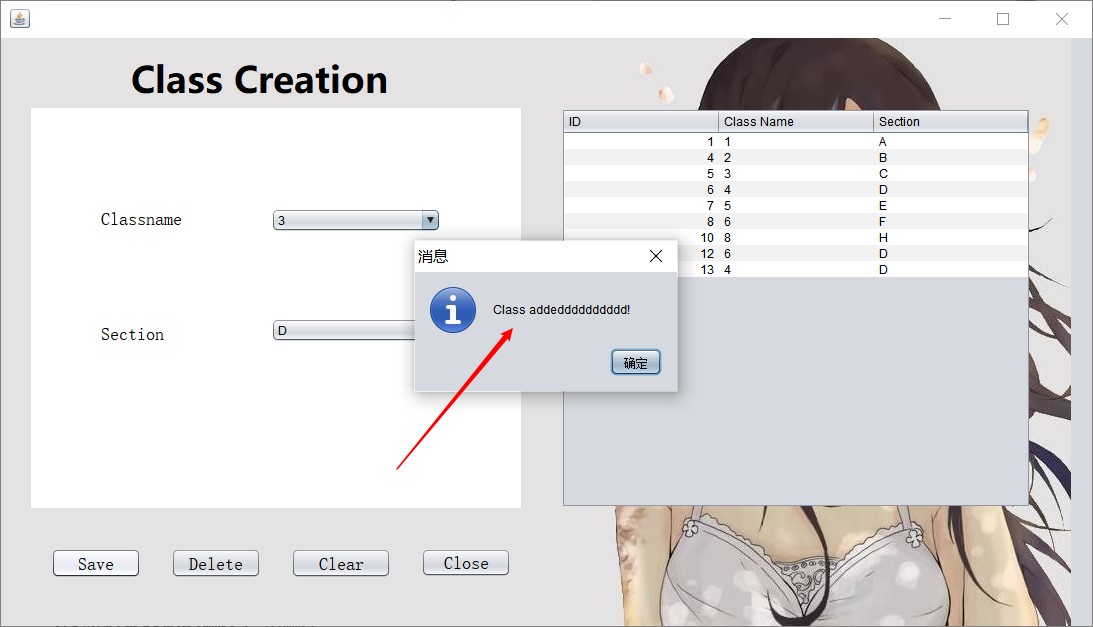 Class Creation
ID Class Name Section
1 1 A
4 2 B
5 3 C
6 4 D
7 5 E
8 6 F
10 8 H
12 6 D
13 4 D
Classname 3
Section D
消息
Class addeddddddddddd!
确定
Save Delete Clear Close